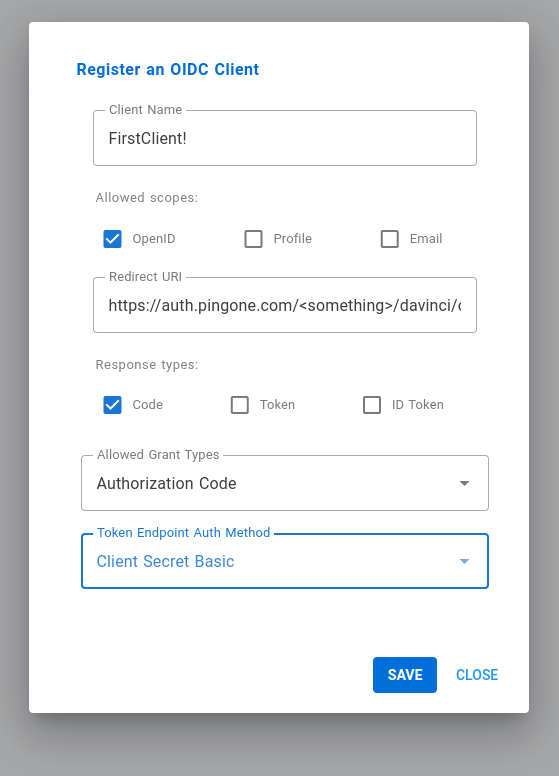 Register an OIDC Client
Client Name
FirstClient!
Allowed scopes:
OpenID Profile Email
Redirect URI
https://auth.pingone.com/<something>/davinci/
Response types:
Code Token ID Token
Allowed Grant Types
Authorization Code
Token Endpoint Auth Method
Client Secret Basic
SAVE CLOSE